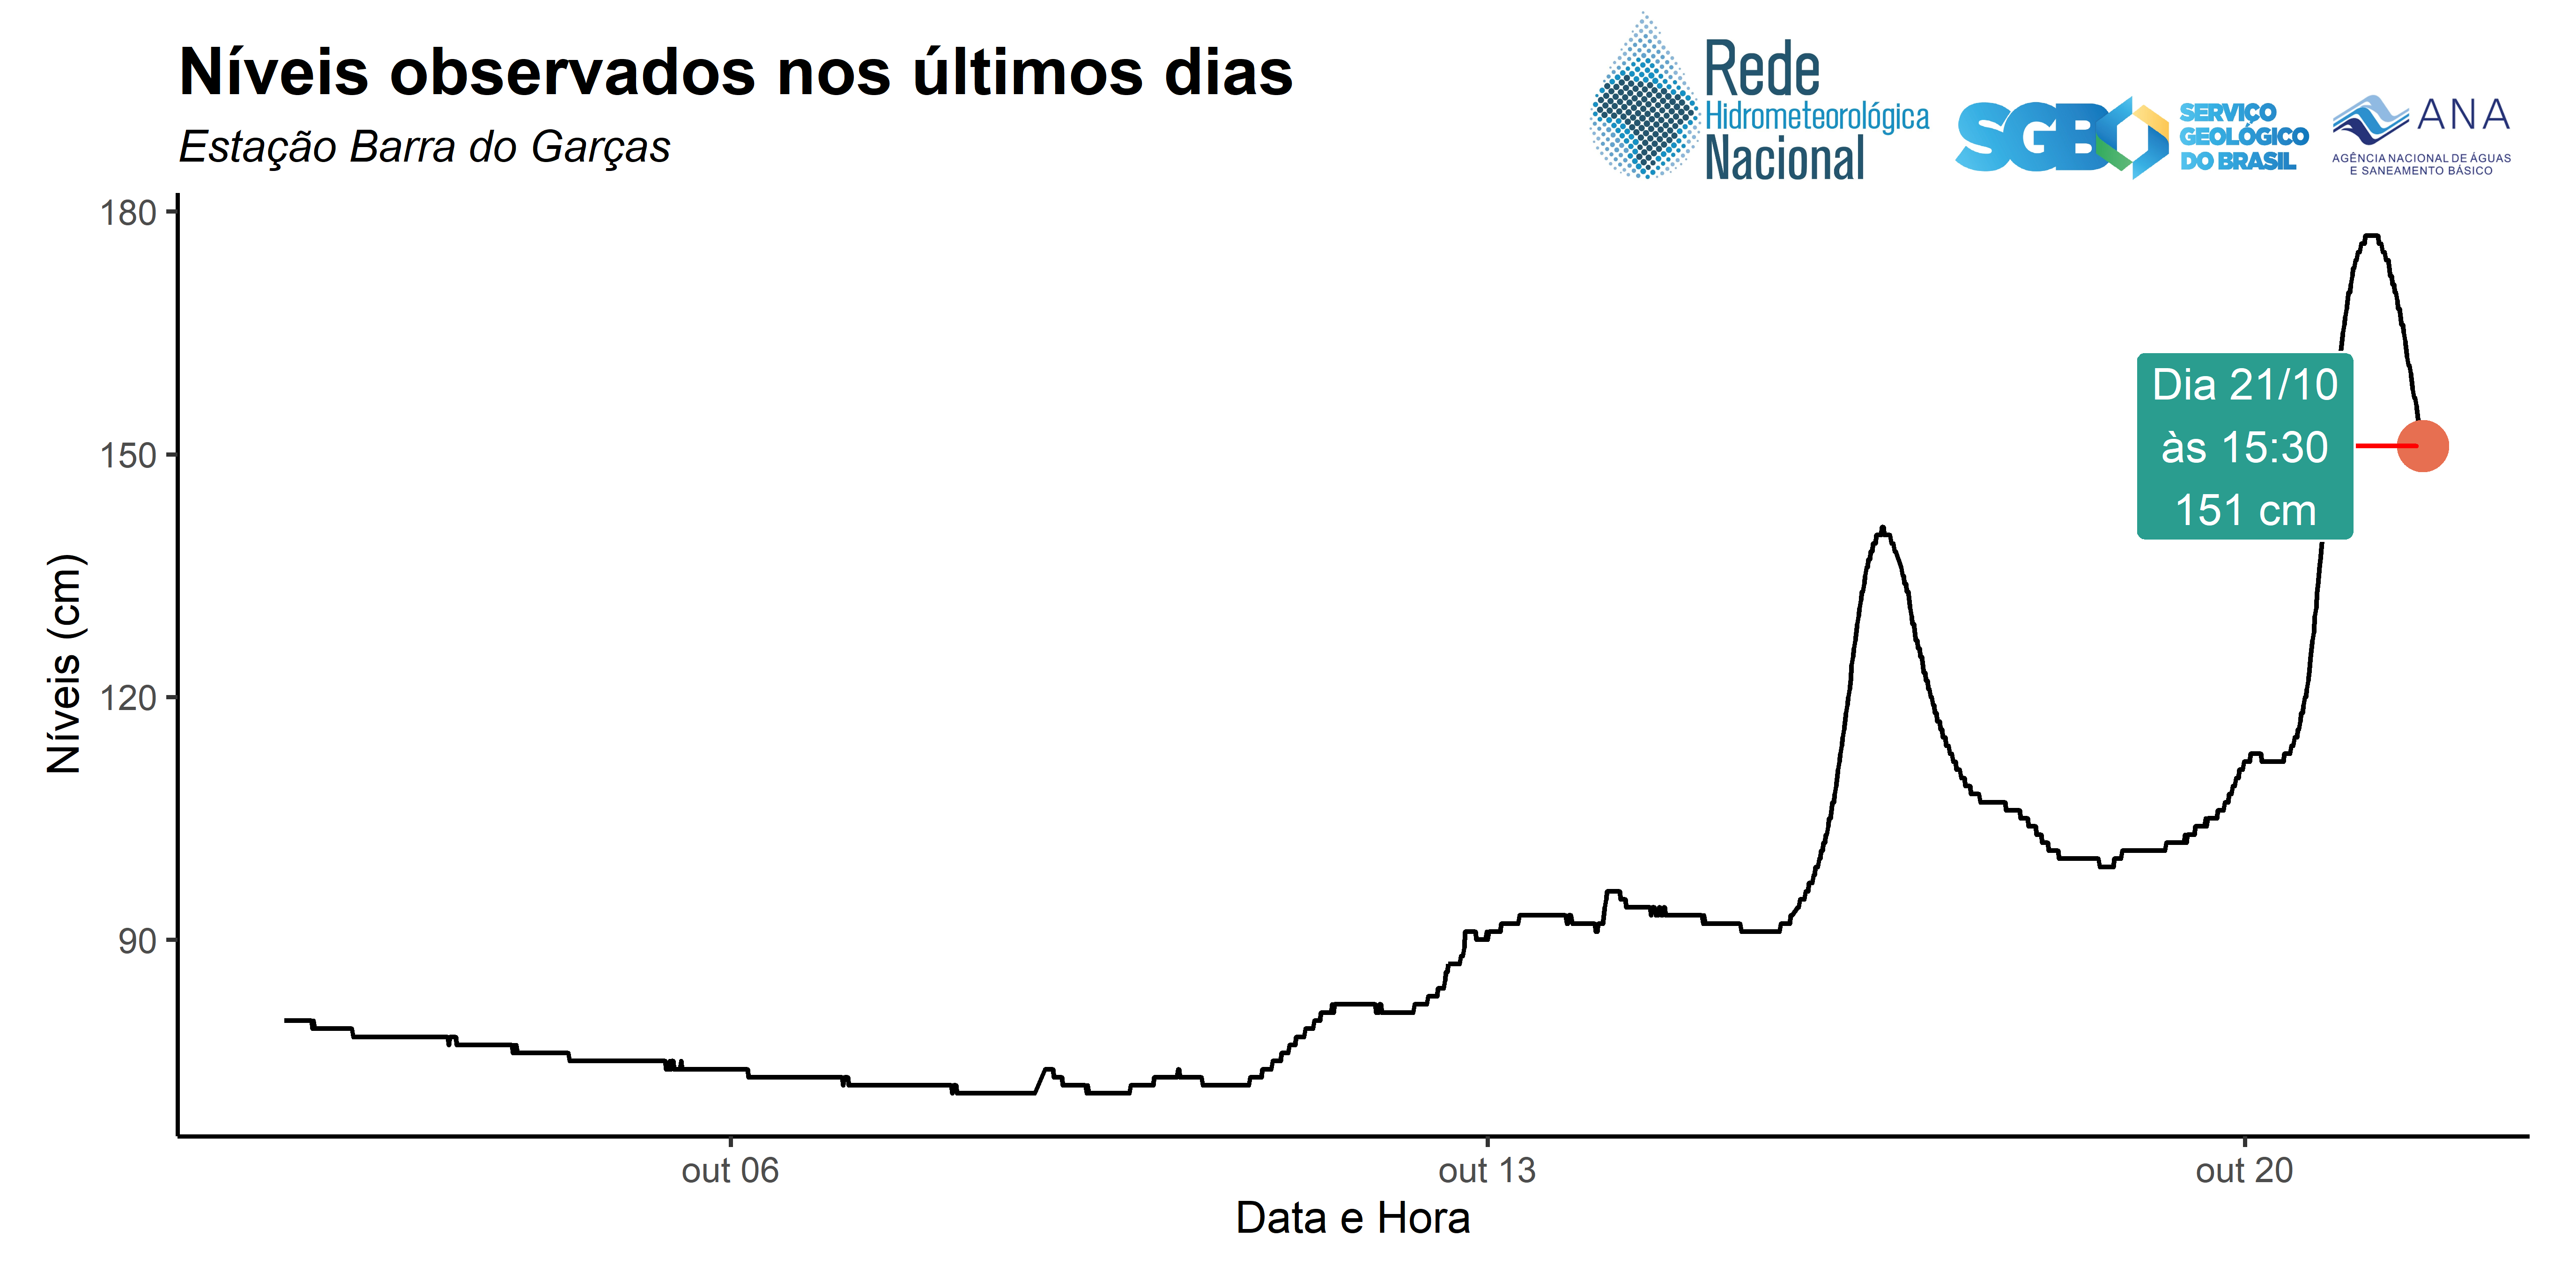 Níveis observados nos últimos dias
Estação Barra do Garças
Rede
Hidrometeorológica
Nacional
SGB
SERVIÇO
GEOLÓGICO
DO BRASIL
ANA
AGÊNCIA NACIONAL DE ÁGUAS
E SANEAMENTO BÁSICO
180
150
120
90
Níveis (cm)
Dia 21/10
às 15:30
151 cm
out 06
out 13
out 20
Data e Hora